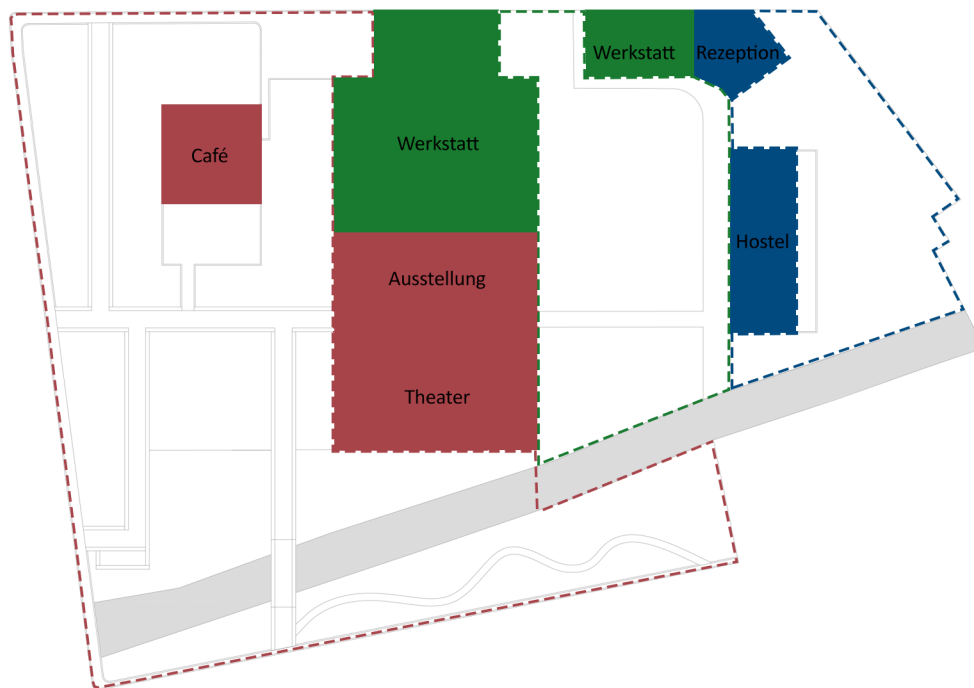 Werkstatt
Rezeption
Werkstatt
Café
Hostel
Ausstellung
Theater